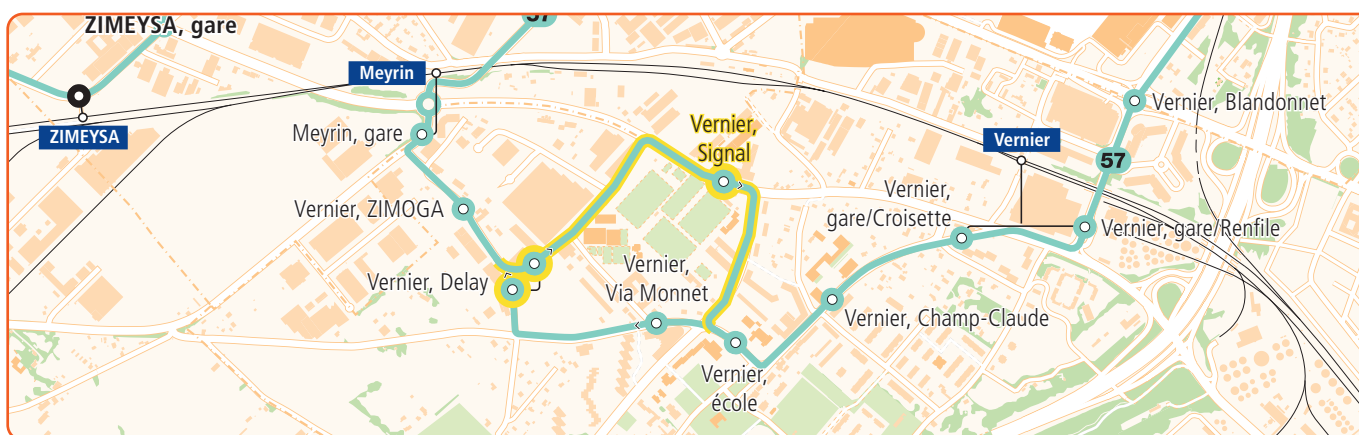 57
ZIMEYSA, gare
Meyrin
ZIMEYSA
Meyrin, gare
Vernier,
Signal
Vernier
Vernier, Blandonnet
57
Vernier, ZIMOGA
Vernier,
gare/Croisette
Vernier, gare/Renfile
Vernier, Delay
Vernier,
Via Monnet
Vernier, Champ-Claude
Vernier,
école